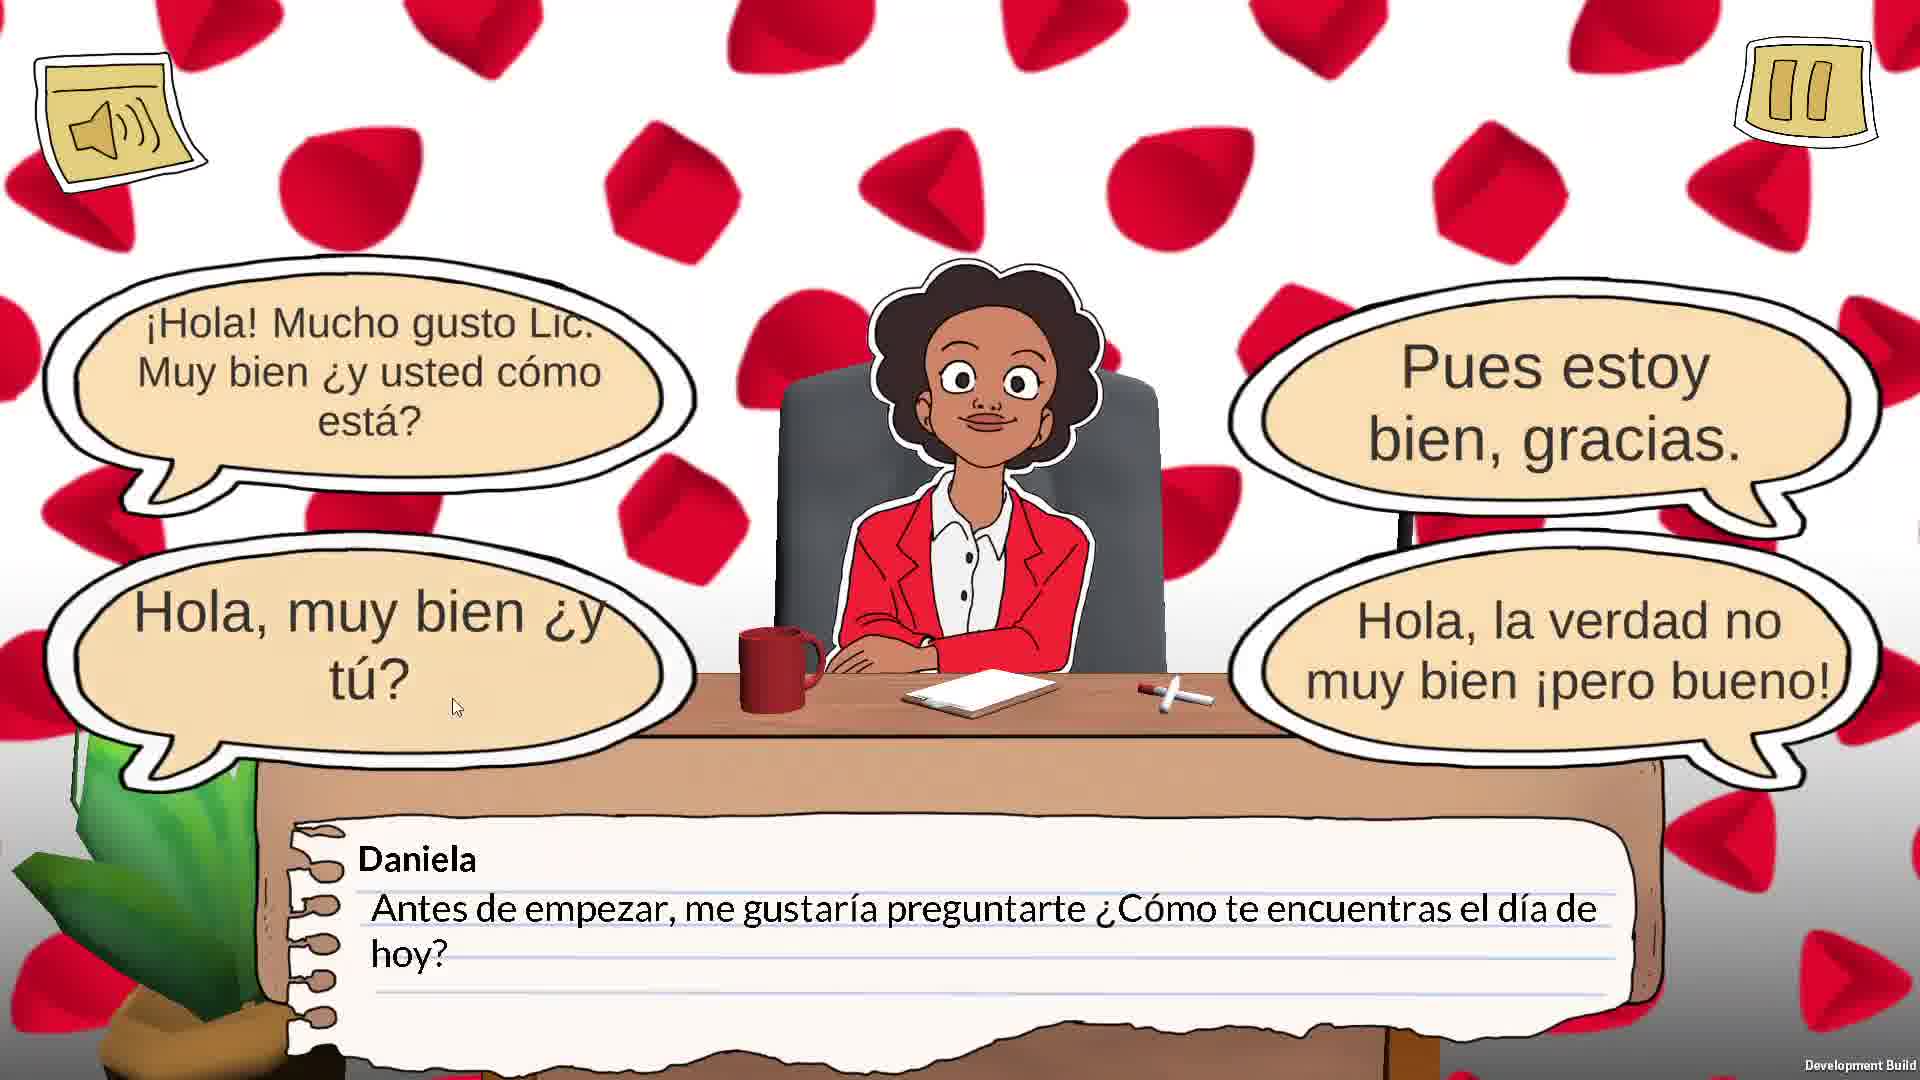 ¡Hola! Mucho gusto Lic.
Muy bien ¿y usted cómo
está?
Pues estoy
bien, gracias.
Hola, muy bien ¿y
tú?
Hola, la verdad no
muy bien ¡pero bueno!
Daniela
Antes de empezar, me gustaría preguntarte ¿Cómo te encuentras el día de
hoy?
Development Build